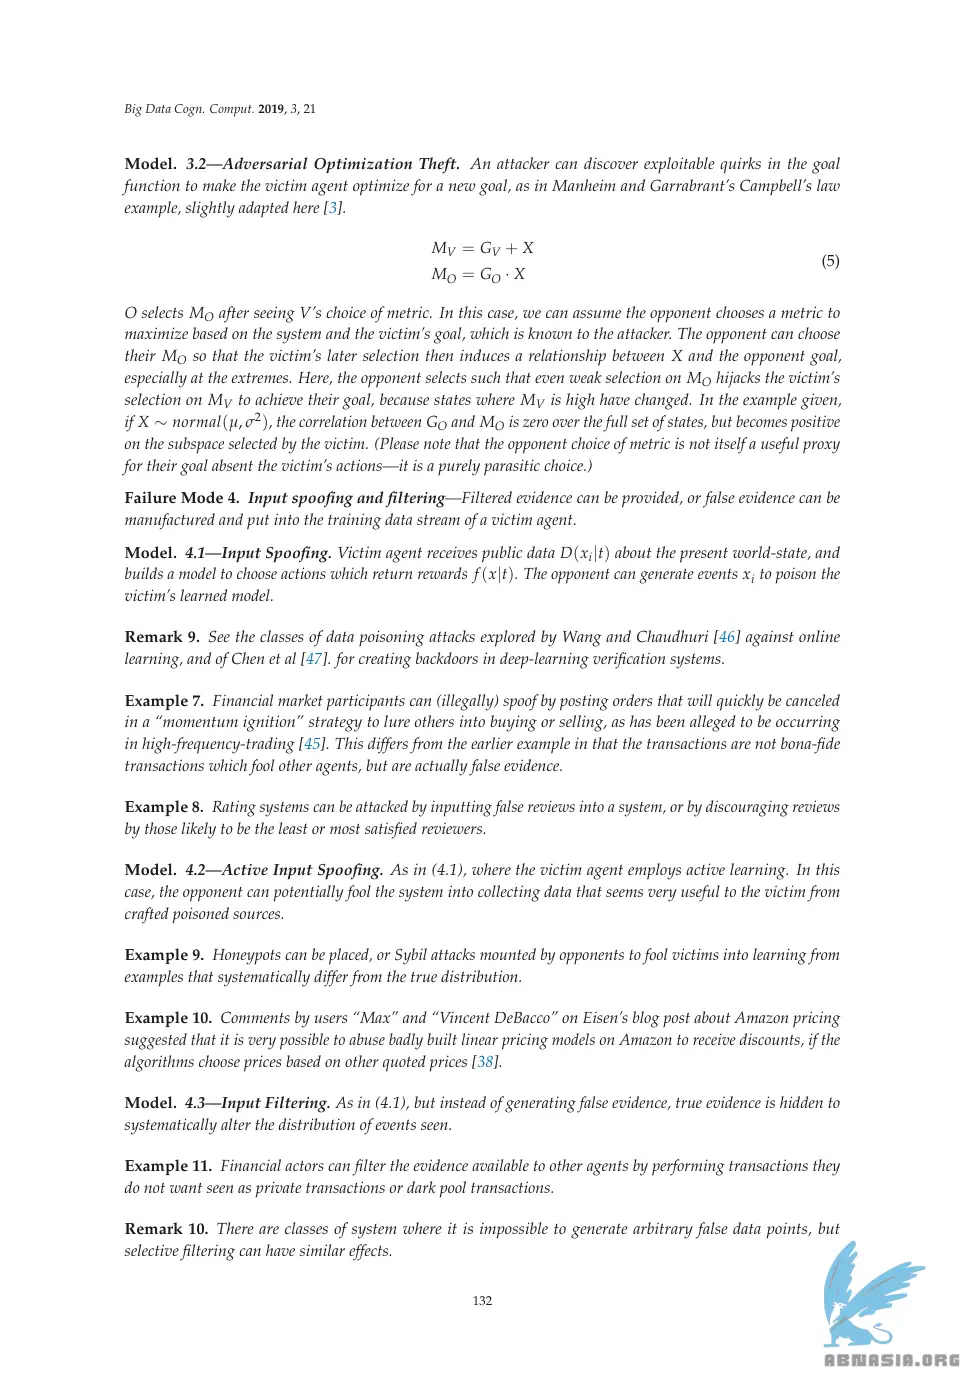 Big Data Cogn. Comput. 2019, 3, 21
Model. 3.2—Adversarial Optimization Theft. An attacker can discover exploitable quirks in the goal
function to make the victim agent optimize for a new goal, as in Manheim and Garrabrant's Campbell's law
example, slightly adapted here [3].
M_V = G_V + X
M_O = G_O · X
(5)
O selects M_O after seeing V's choice of metric. In this case, we can assume the opponent chooses a metric to
maximize based on the system and the victim's goal, which is known to the attacker. The opponent can choose
their M_O so that the victim's later selection then induces a relationship between X and the opponent goal,
especially at the extremes. Here, the opponent selects such that even weak selection on M_O hijacks the victim's
selection on M_V to achieve their goal, because states where M_V is high have changed. In the example given,
if X ∼ normal(μ, σ²), the correlation between G_O and M_O is zero over the full set of states, but becomes positive
on the subspace selected by the victim. (Please note that the opponent choice of metric is not itself a useful proxy
for their goal absent the victim's actions—it is a purely parasitic choice.)
Failure Mode 4. Input spoofing and filtering—Filtered evidence can be provided, or false evidence can be
manufactured and put into the training data stream of a victim agent.
Model. 4.1—Input Spoofing. Victim agent receives public data D(x_i|t) about the present world-state, and
builds a model to choose actions which return rewards f(x|t). The opponent can generate events x_i to poison the
victim's learned model.
Remark 9. See the classes of data poisoning attacks explored by Wang and Chaudhuri [46] against online
learning, and of Chen et al [47]. for creating backdoors in deep-learning verification systems.
Example 7. Financial market participants can (illegally) spoof by posting orders that will quickly be canceled
in a “momentum ignition” strategy to lure others into buying or selling, as has been alleged to be occurring
in high-frequency-trading [45]. This differs from the earlier example in that the transactions are not bona-fide
transactions which fool other agents, but are actually false evidence.
Example 8. Rating systems can be attacked by inputting false reviews into a system, or by discouraging reviews
by those likely to be the least or most satisfied reviewers.
Model. 4.2—Active Input Spoofing. As in (4.1), where the victim agent employs active learning. In this
case, the opponent can potentially fool the system into collecting data that seems very useful to the victim from
crafted poisoned sources.
Example 9. Honeypots can be placed, or Sybil attacks mounted by opponents to fool victims into learning from
examples that systematically differ from the true distribution.
Example 10. Comments by users “Max” and “Vincent DeBacco” on Eisen's blog post about Amazon pricing
suggested that it is very possible to abuse badly built linear pricing models on Amazon to receive discounts, if the
algorithms choose prices based on other quoted prices [38].
Model. 4.3—Input Filtering. As in (4.1), but instead of generating false evidence, true evidence is hidden to
systematically alter the distribution of events seen.
Example 11. Financial actors can filter the evidence available to other agents by performing transactions they
do not want seen as private transactions or dark pool transactions.
Remark 10. There are classes of system where it is impossible to generate arbitrary false data points, but
selective filtering can have similar effects.
132
ABNASIA.ORG